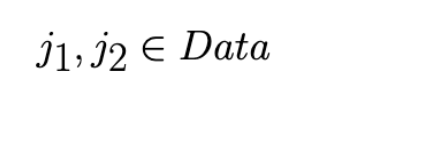 j₁, j₂ ∈ Data